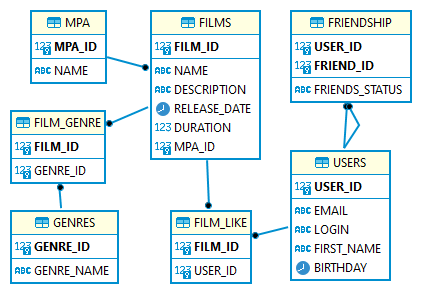 MPA
123 MPA_ID
ABC NAME
FILMS
123 FILM_ID
ABC NAME
ABC DESCRIPTION
RELEASE_DATE
123 DURATION
123 MPA_ID
FRIENDSHIP
123 USER_ID
123 FRIEND_ID
ABC FRIENDS_STATUS
FILM_GENRE
123 FILM_ID
123 GENRE_ID
GENRES
123 GENRE_ID
ABC GENRE_NAME
FILM_LIKE
123 FILM_ID
123 USER_ID
USERS
123 USER_ID
ABC EMAIL
ABC LOGIN
ABC FIRST_NAME
BIRTHDAY